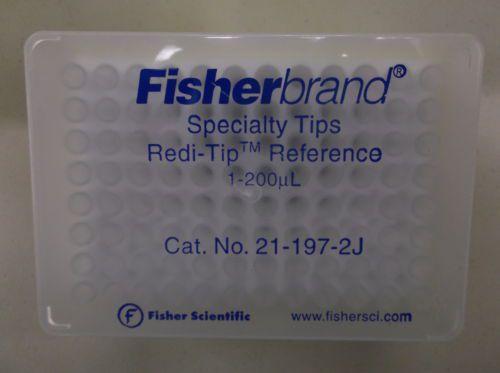 Fisherbrand®
Specialty Tips
Redi-Tip™ Reference
1-200µL
Cat. No. 21-197-2J
f Fisher Scientific www.fishersci.com